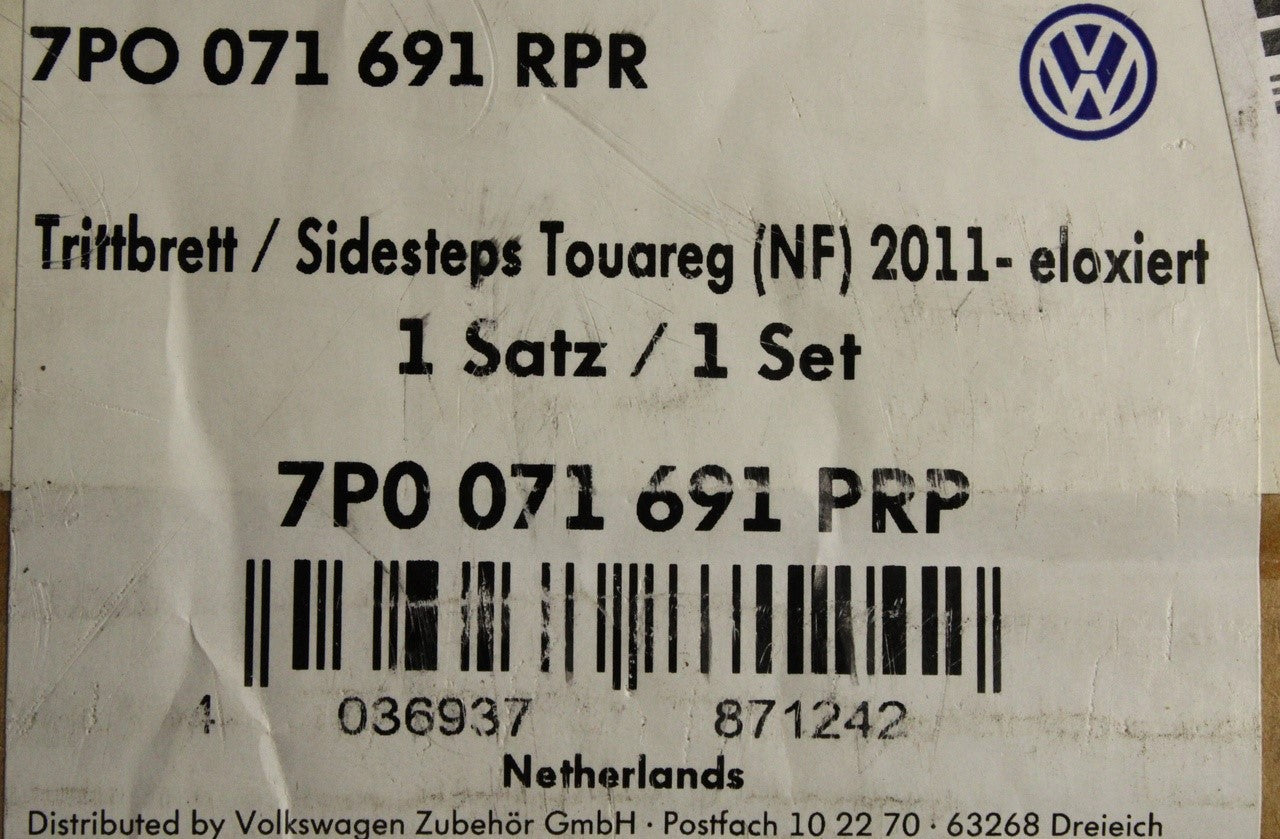 7PO 071 691 RPR
Trittbrett / Sidesteps Touareg (NF) 2011- eloxiert
1 Satz / 1 Set
7P0 071 691 PRP
4 036937 871242
Netherlands
Distributed by Volkswagen Zubehör GmbH · Postfach 10 22 70 · 63268 Dreieich